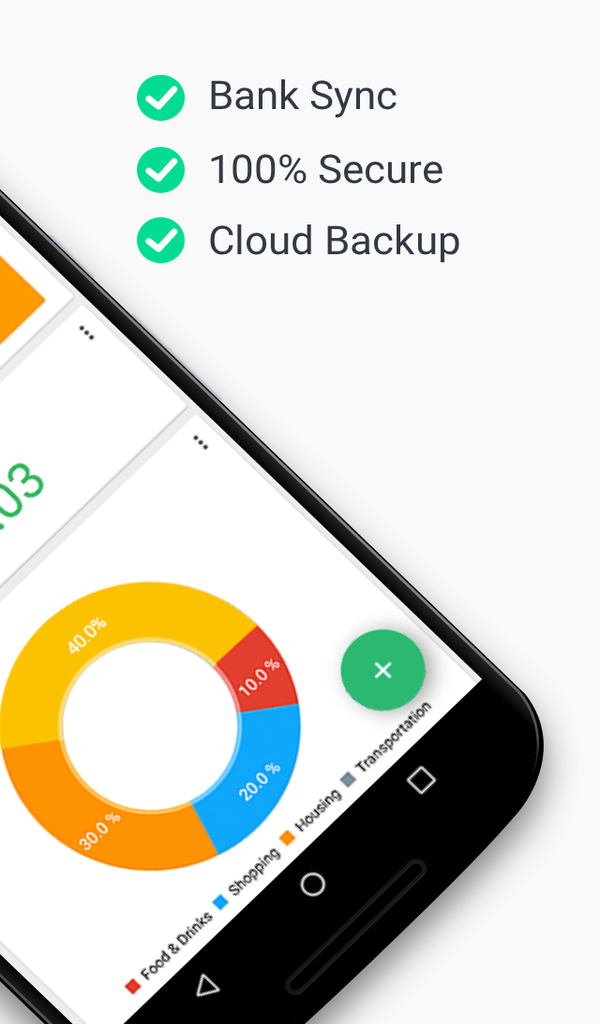 Bank Sync
100% Secure
Cloud Backup
.03
40.0%
10.0 %
20.0 %
30.0 %
Food & Drinks Shopping Housing Transportation